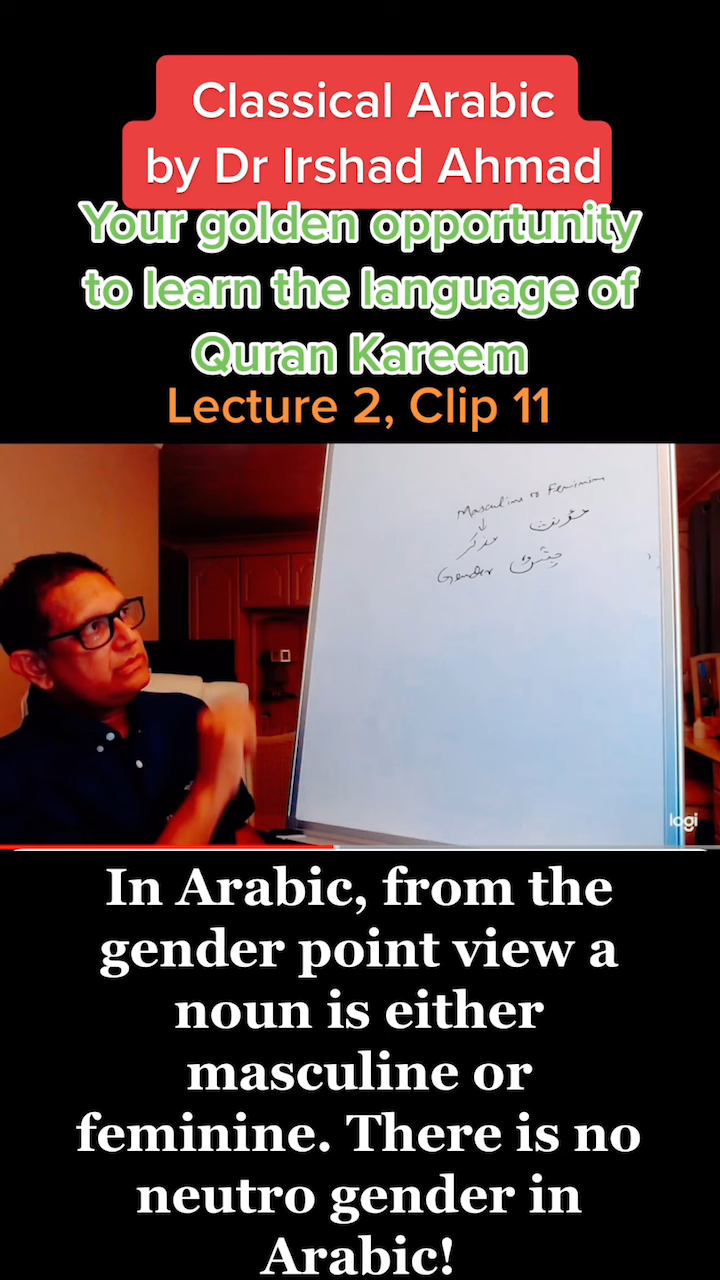 Classical Arabic
by Dr Irshad Ahmad
Your golden opportunity
to learn the language of
Quran Kareem
Lecture 2, Clip 11
Masculine or Feminine
مذكر مؤنث
Gender جنس
logi
In Arabic, from the
gender point view a
noun is either
masculine or
feminine. There is no
neutro gender in
Arabic!